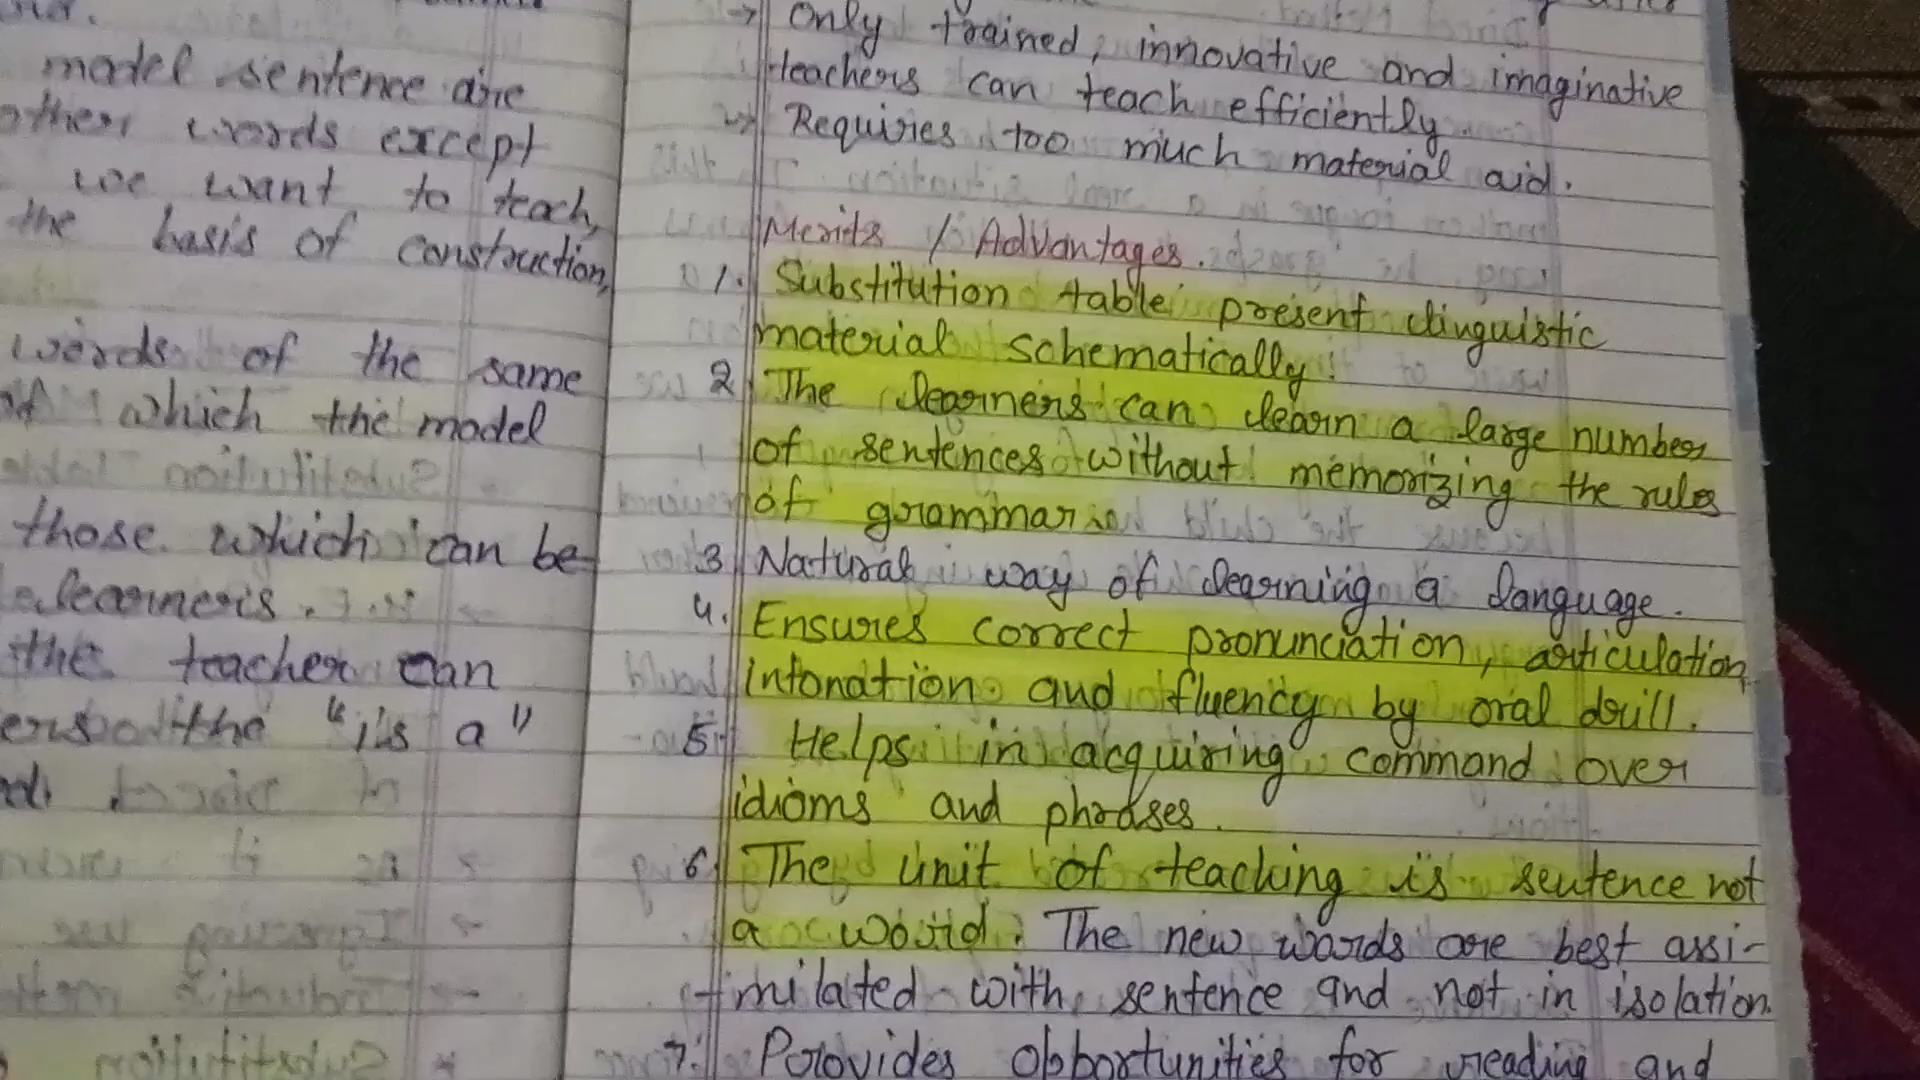 model sentence are
other words except
we want to teach,
the basis of construction,
words of the same
of which the model
those which can be
learners.
the teacher can
the "is a"
→ Only trained, innovative and imaginative
teachers can teach efficiently
→ Requires too much material aid.
Merits / Advantages.
1. Substitution table present linguistic
material schematically.
2 The learners can learn a large number
of sentences without memorizing the rules
of grammar
3 Natural way of learning a language.
4. Ensures correct pronunciation, articulation
intonation and fluency by oral drill.
5. Helps in acquiring command over
idioms and phrases.
6. The unit of teaching is sentence not
a word. The new words are best assi-
milated with sentence and not in isolation.
7. Provides opportunities for reading and